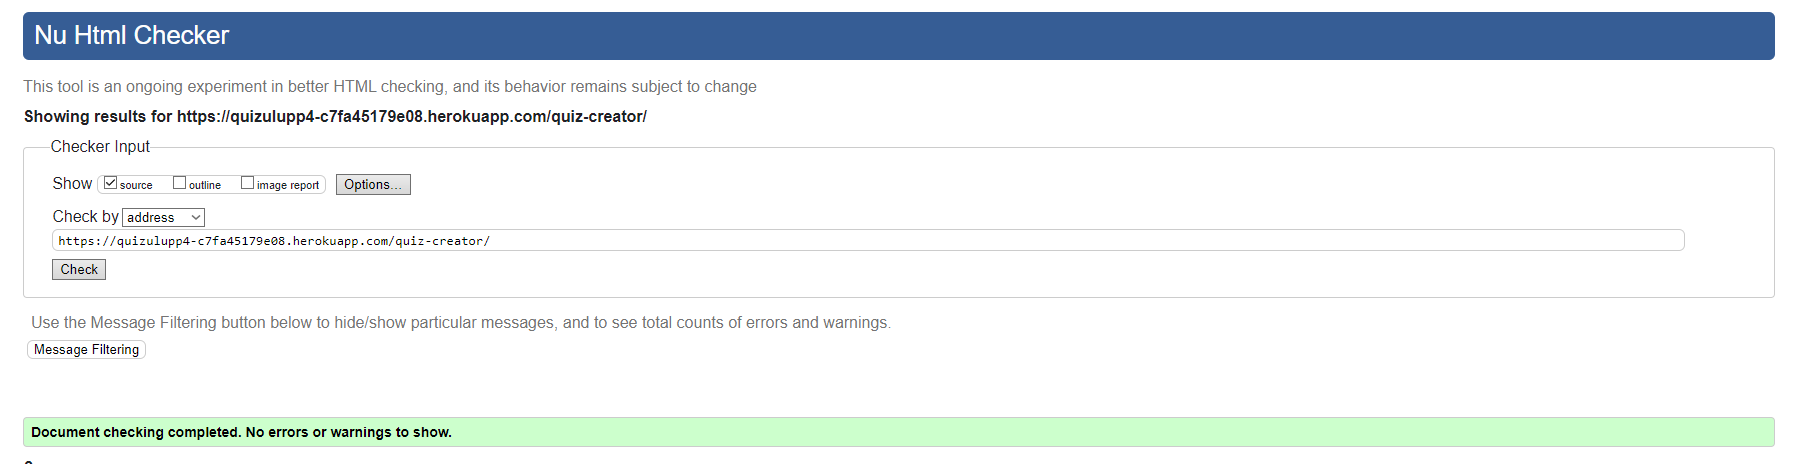 Nu Html Checker
This tool is an ongoing experiment in better HTML checking, and its behavior remains subject to change
Showing results for https://quizulupp4-c7fa45179e08.herokuapp.com/quiz-creator/
Checker Input
Show source outline image report Options...
Check by address
https://quizulupp4-c7fa45179e08.herokuapp.com/quiz-creator/
Check
Use the Message Filtering button below to hide/show particular messages, and to see total counts of errors and warnings.
Message Filtering
Document checking completed. No errors or warnings to show.